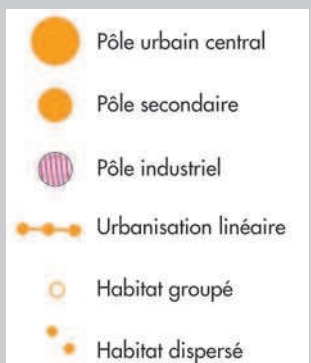 Pôle urbain central
Pôle secondaire
Pôle industriel
Urbanisation linéaire
Habitat groupé
Habitat dispersé